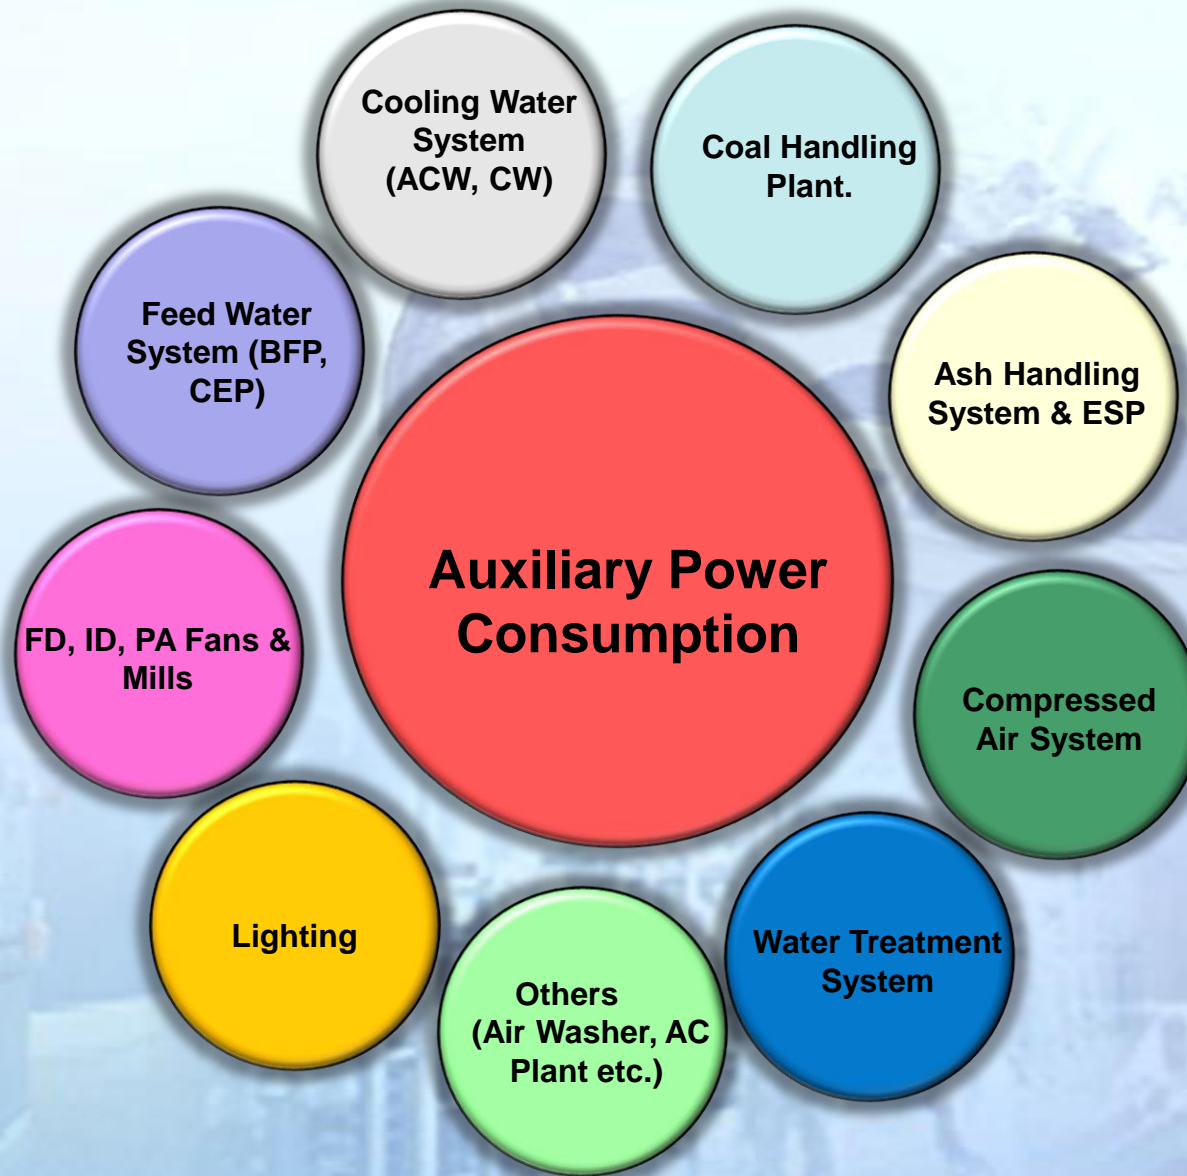 Cooling Water
System
(ACW, CW)
Coal Handling
Plant.
Feed Water
System (BFP,
CEP)
Ash Handling
System & ESP
Auxiliary Power
Consumption
FD, ID, PA Fans &
Mills
Compressed
Air System
Lighting
Water Treatment
System
Others
(Air Washer, AC
Plant etc.)